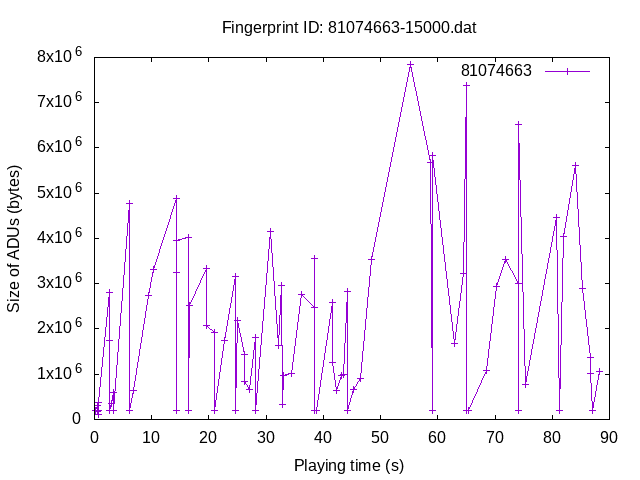 Fingerprint ID: 81074663-15000.dat
81074663
Size of ADUs (bytes)
8x10^6
7x10^6
6x10^6
5x10^6
4x10^6
3x10^6
2x10^6
1x10^6
0
0 10 20 30 40 50 60 70 80 90
Playing time (s)